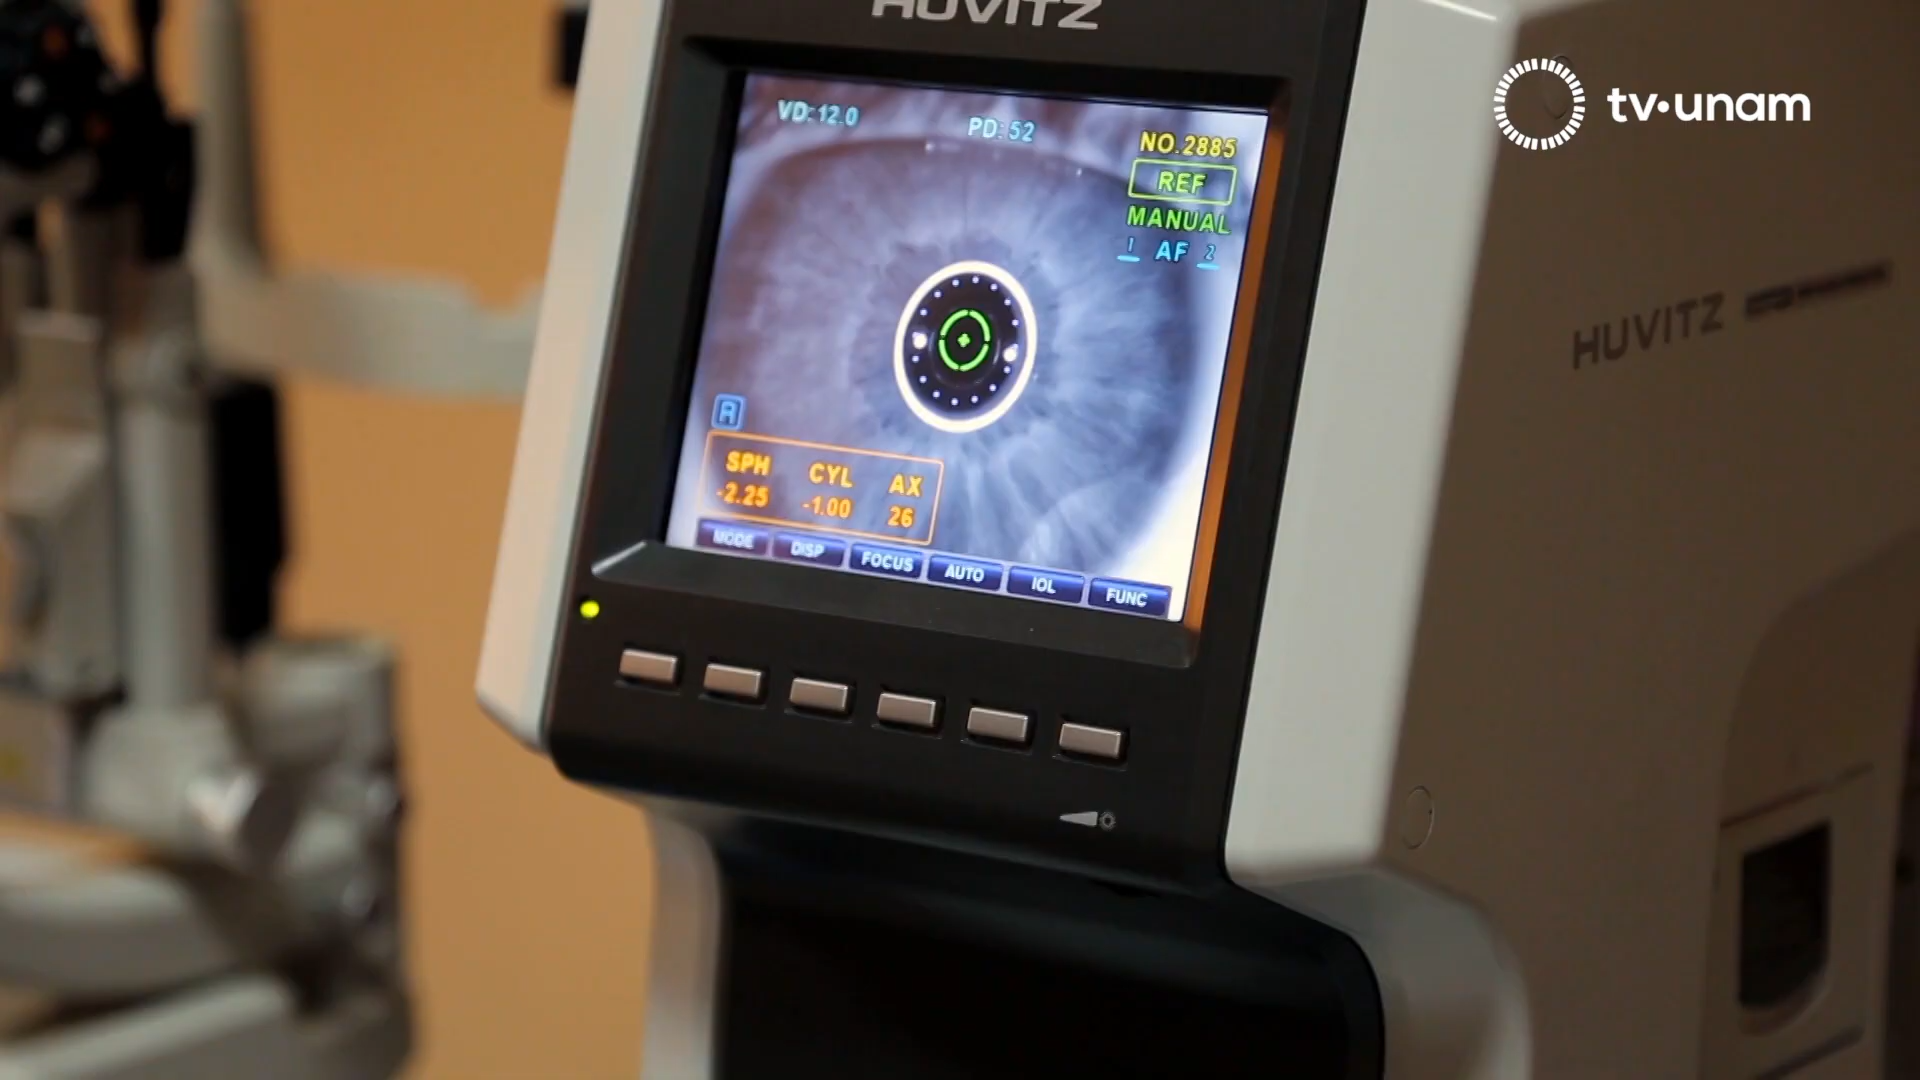 HUVITZ
tv·unam
VD: 12.0
PD: 52
NO. 2885
REF
MANUAL
1 AF 2
R
SPH CYL AX
-2.25 -1.00 26
MODE DISP FOCUS AUTO IOL FUNC
HUVITZ